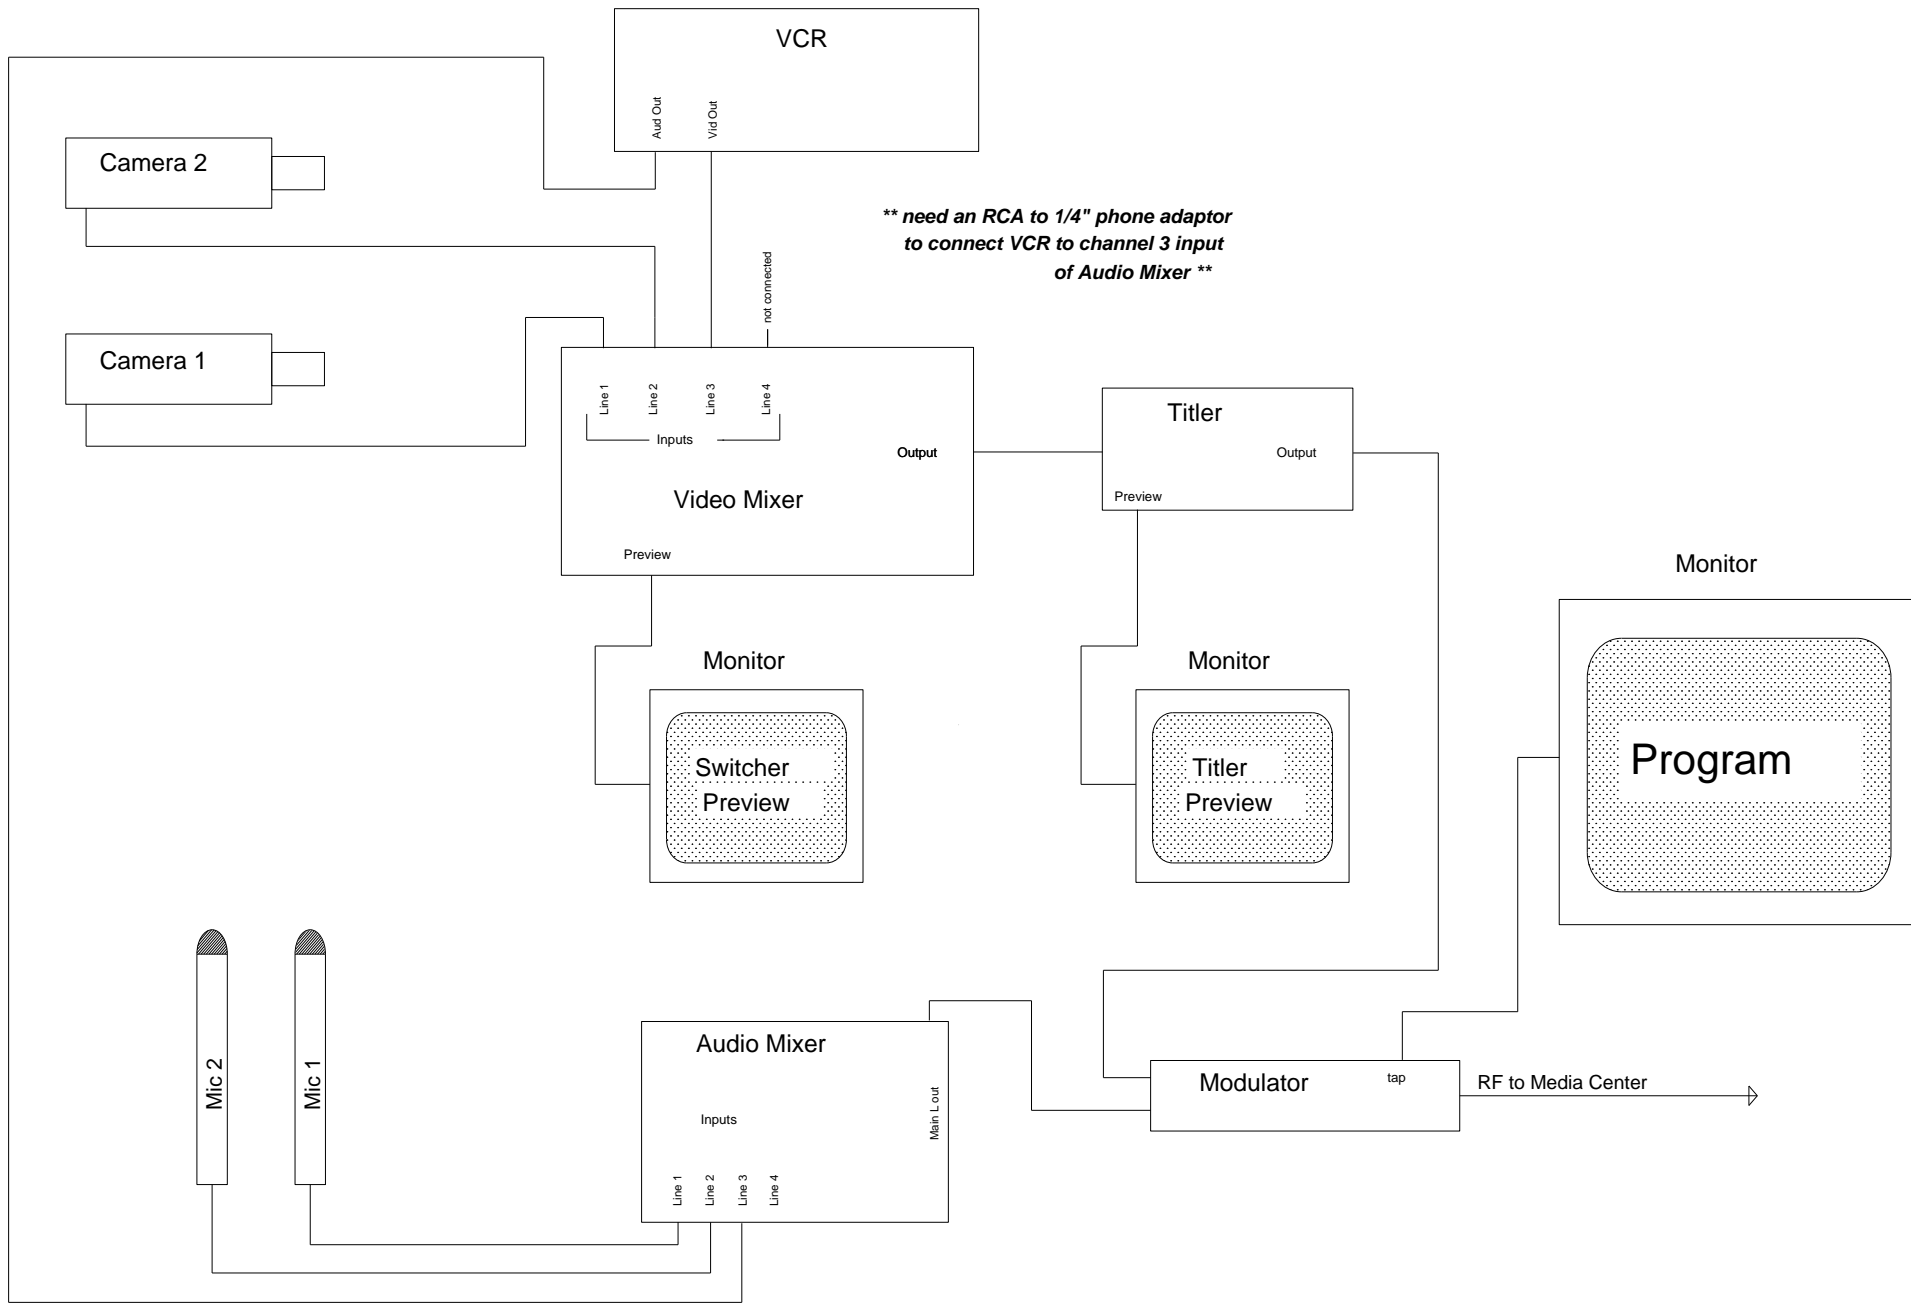 VCR
Aud Out
Vid Out
Camera 2
** need an RCA to 1/4" phone adaptor
to connect VCR to channel 3 input
of Audio Mixer **
not connected
Camera 1
Line 1
Line 2
Line 3
Line 4
Inputs
Output
Video Mixer
Preview
Titler
Output
Preview
Monitor
Switcher
Preview
Monitor
Titler
Preview
Monitor
Program
Mic 2
Mic 1
Audio Mixer
Inputs
Main L out
Line 1
Line 2
Line 3
Line 4
Modulator
tap
RF to Media Center